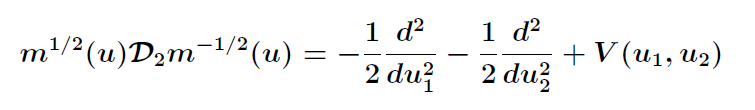 $m^{1/2}(u)\mathcal{D}_2 m^{-1/2}(u) = -\frac{1}{2}\frac{d^2}{du_1^2} - \frac{1}{2}\frac{d^2}{du_2^2} + V(u_1, u_2)$